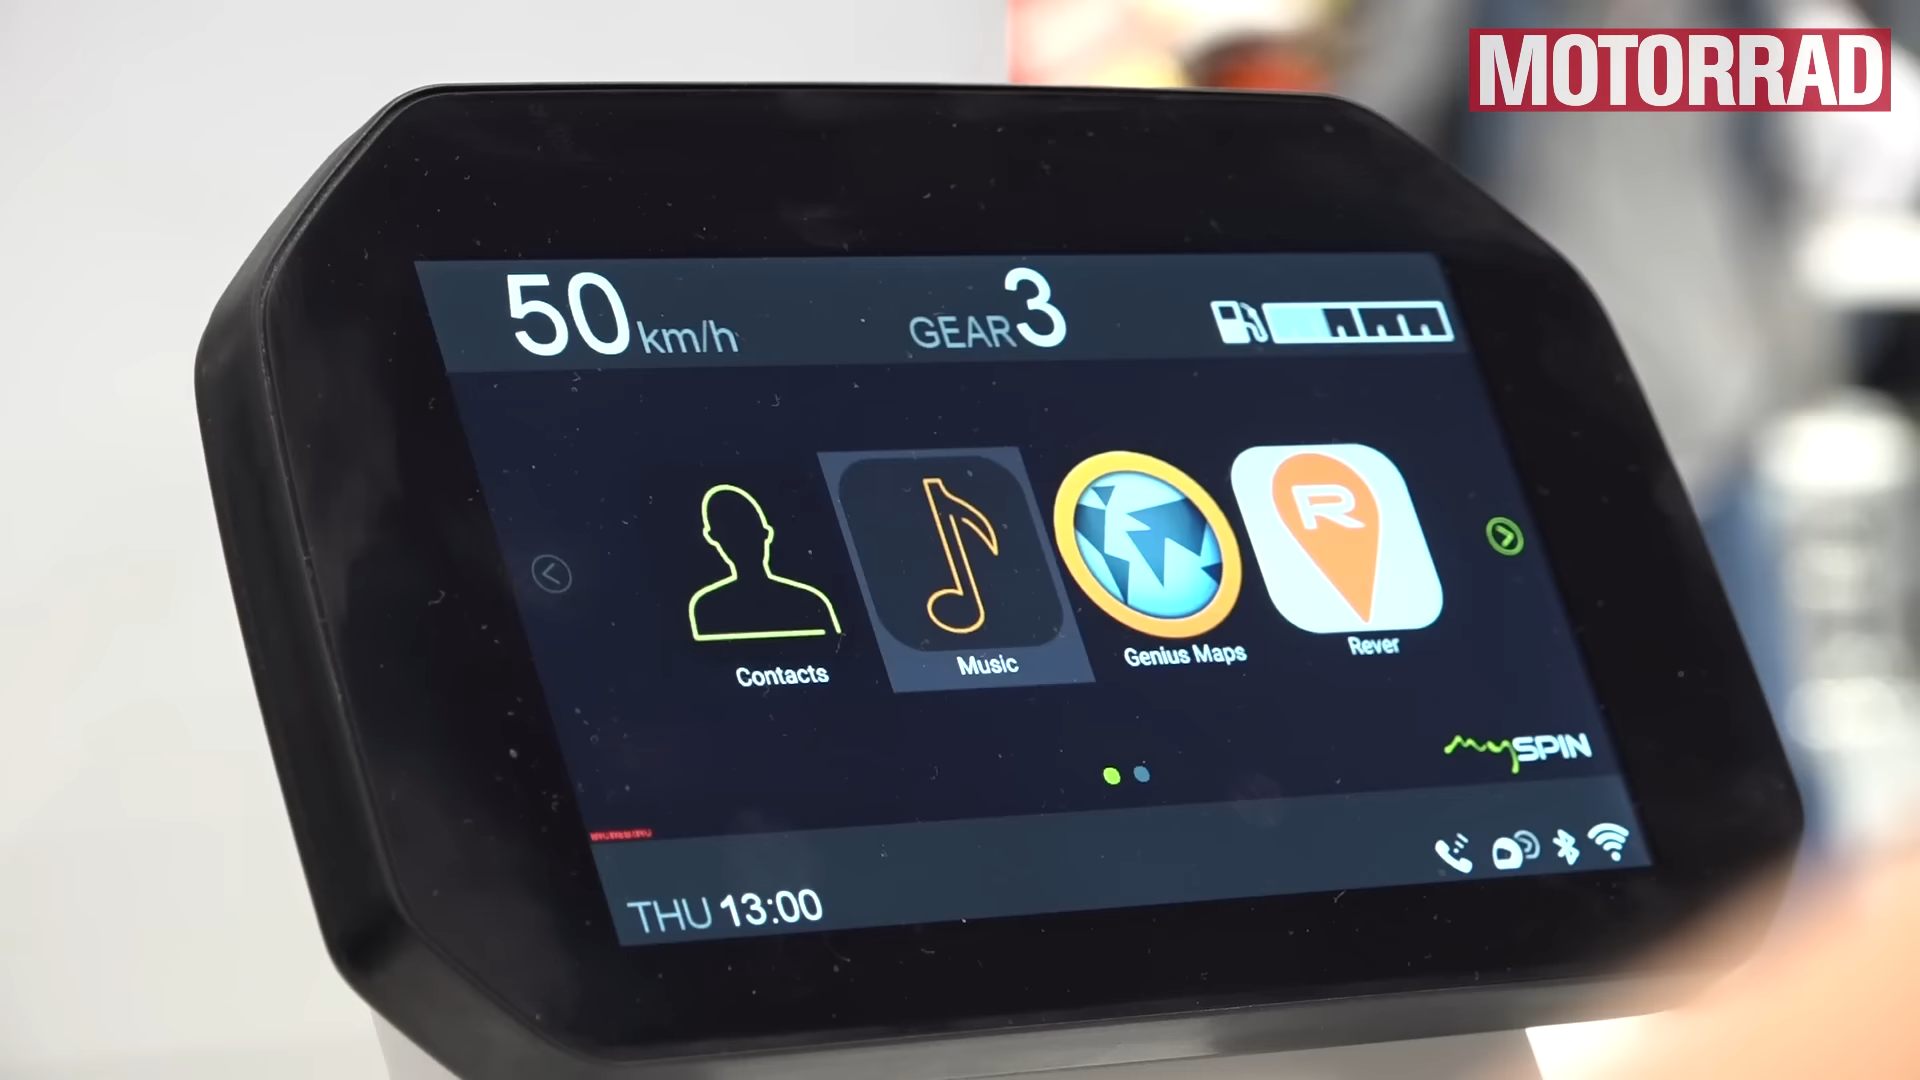 MOTORRAD
50 km/h GEAR 3
Contacts Music Genius Maps Rever
R
mySPIN
THU 13:00